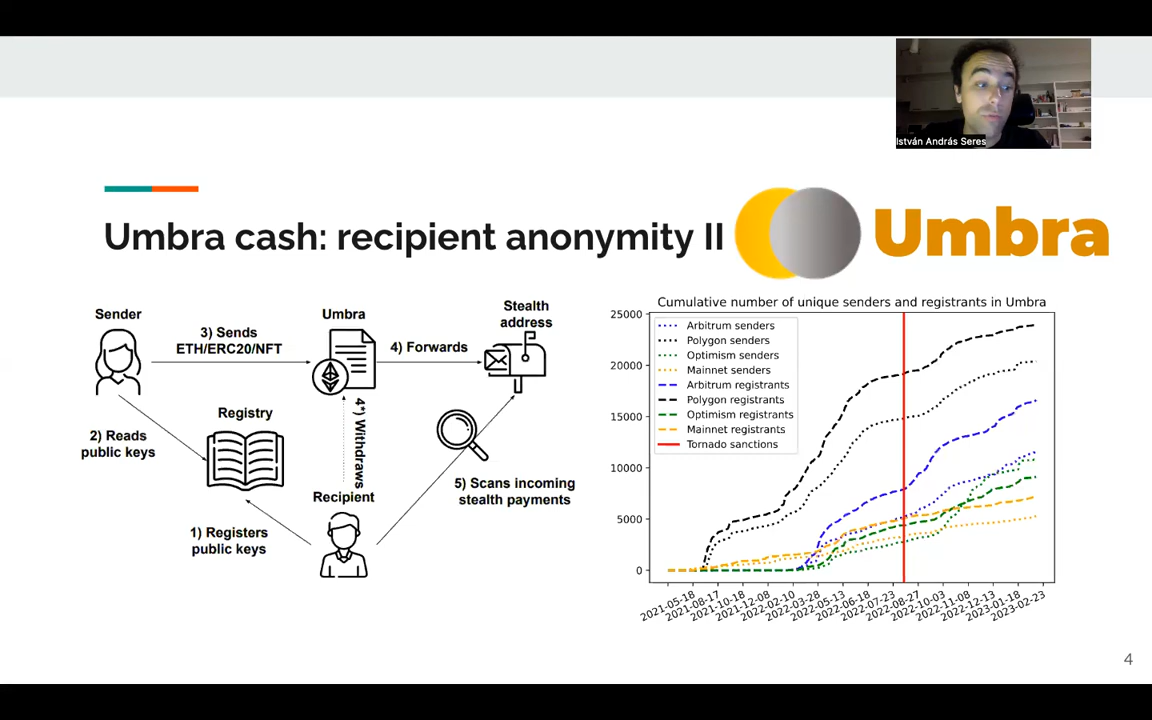 István András Seres
Umbra cash: recipient anonymity II
Umbra
Sender
3) Sends
ETH/ERC20/NFT
Umbra
4) Forwards
Stealth
address
2) Reads
public keys
Registry
4*) Withdraws
Recipient
1) Registers
public keys
5) Scans incoming
stealth payments
Cumulative number of unique senders and registrants in Umbra
25000
20000
15000
10000
5000
0
Arbitrum senders
Polygon senders
Optimism senders
Mainnet senders
Arbitrum registrants
Polygon registrants
Optimism registrants
Mainnet registrants
Tornado sanctions
2021-05-18
2021-08-17
2021-10-18
2021-12-08
2022-02-10
2022-03-28
2022-05-13
2022-06-18
2022-07-23
2022-08-27
2022-10-03
2022-11-08
2022-12-13
2023-01-18
2023-02-23
4